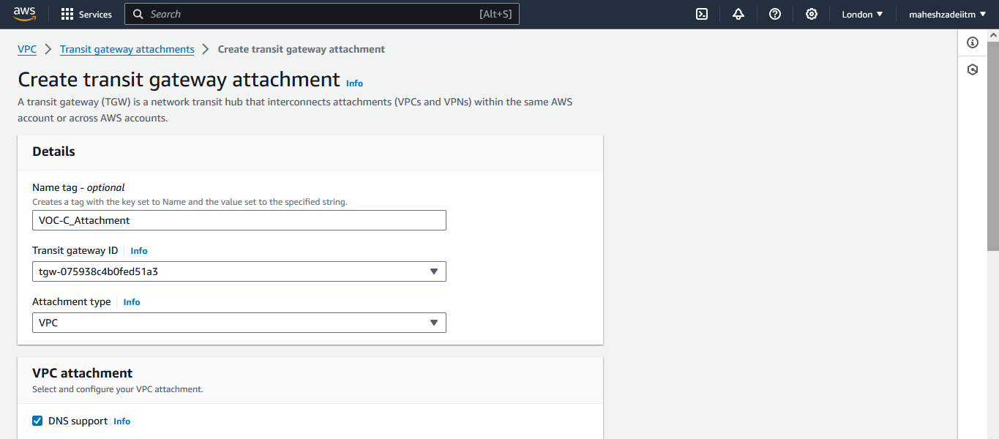 aws Services Search [Alt+S] London maheshzadeiitm
VPC Transit gateway attachments Create transit gateway attachment
Create transit gateway attachment Info
A transit gateway (TGW) is a network transit hub that interconnects attachments (VPCs and VPNs) within the same AWS
account or across AWS accounts.
Details
Name tag - optional
Creates a tag with the key set to Name and the value set to the specified string.
VOC-C_Attachment
Transit gateway ID Info
tgw-075938c4b0fed51a3
Attachment type Info
VPC
VPC attachment
Select and configure your VPC attachment.
DNS support Info